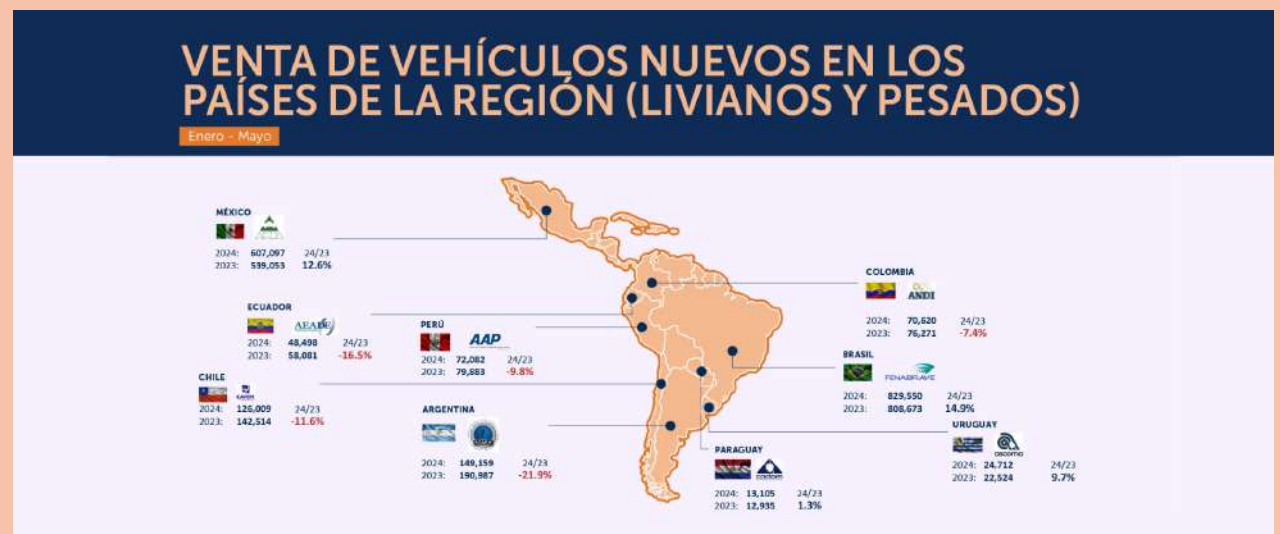 VENTA DE VEHÍCULOS NUEVOS EN LOS
PAÍSES DE LA REGIÓN (LIVIANOS Y PESADOS)
Enero - Mayo
MÉXICO
2024: 607,097 24/23
2023: 539,053 12.6%
ECUADOR
AEADE
2024: 48,498 24/23
2023: 58,081 -16.5%
PERÚ
AAP
2024: 72,082 24/23
2023: 79,883 -9.8%
CHILE
2024: 126,009 24/23
2023: 142,514 -11.6%
ARGENTINA
2024: 149,159 24/23
2023: 190,987 -21.9%
COLOMBIA
ANDI
2024: 70,620 24/23
2023: 76,271 -7.4%
BRASIL
FENABRAVE
2024: 829,550 24/23
2023: 808,673 14.9%
URUGUAY
ascoma
2024: 24,712 24/23
2023: 22,524 9.7%
PARAGUAY
cadam
2024: 13,105 24/23
2023: 12,935 1.3%